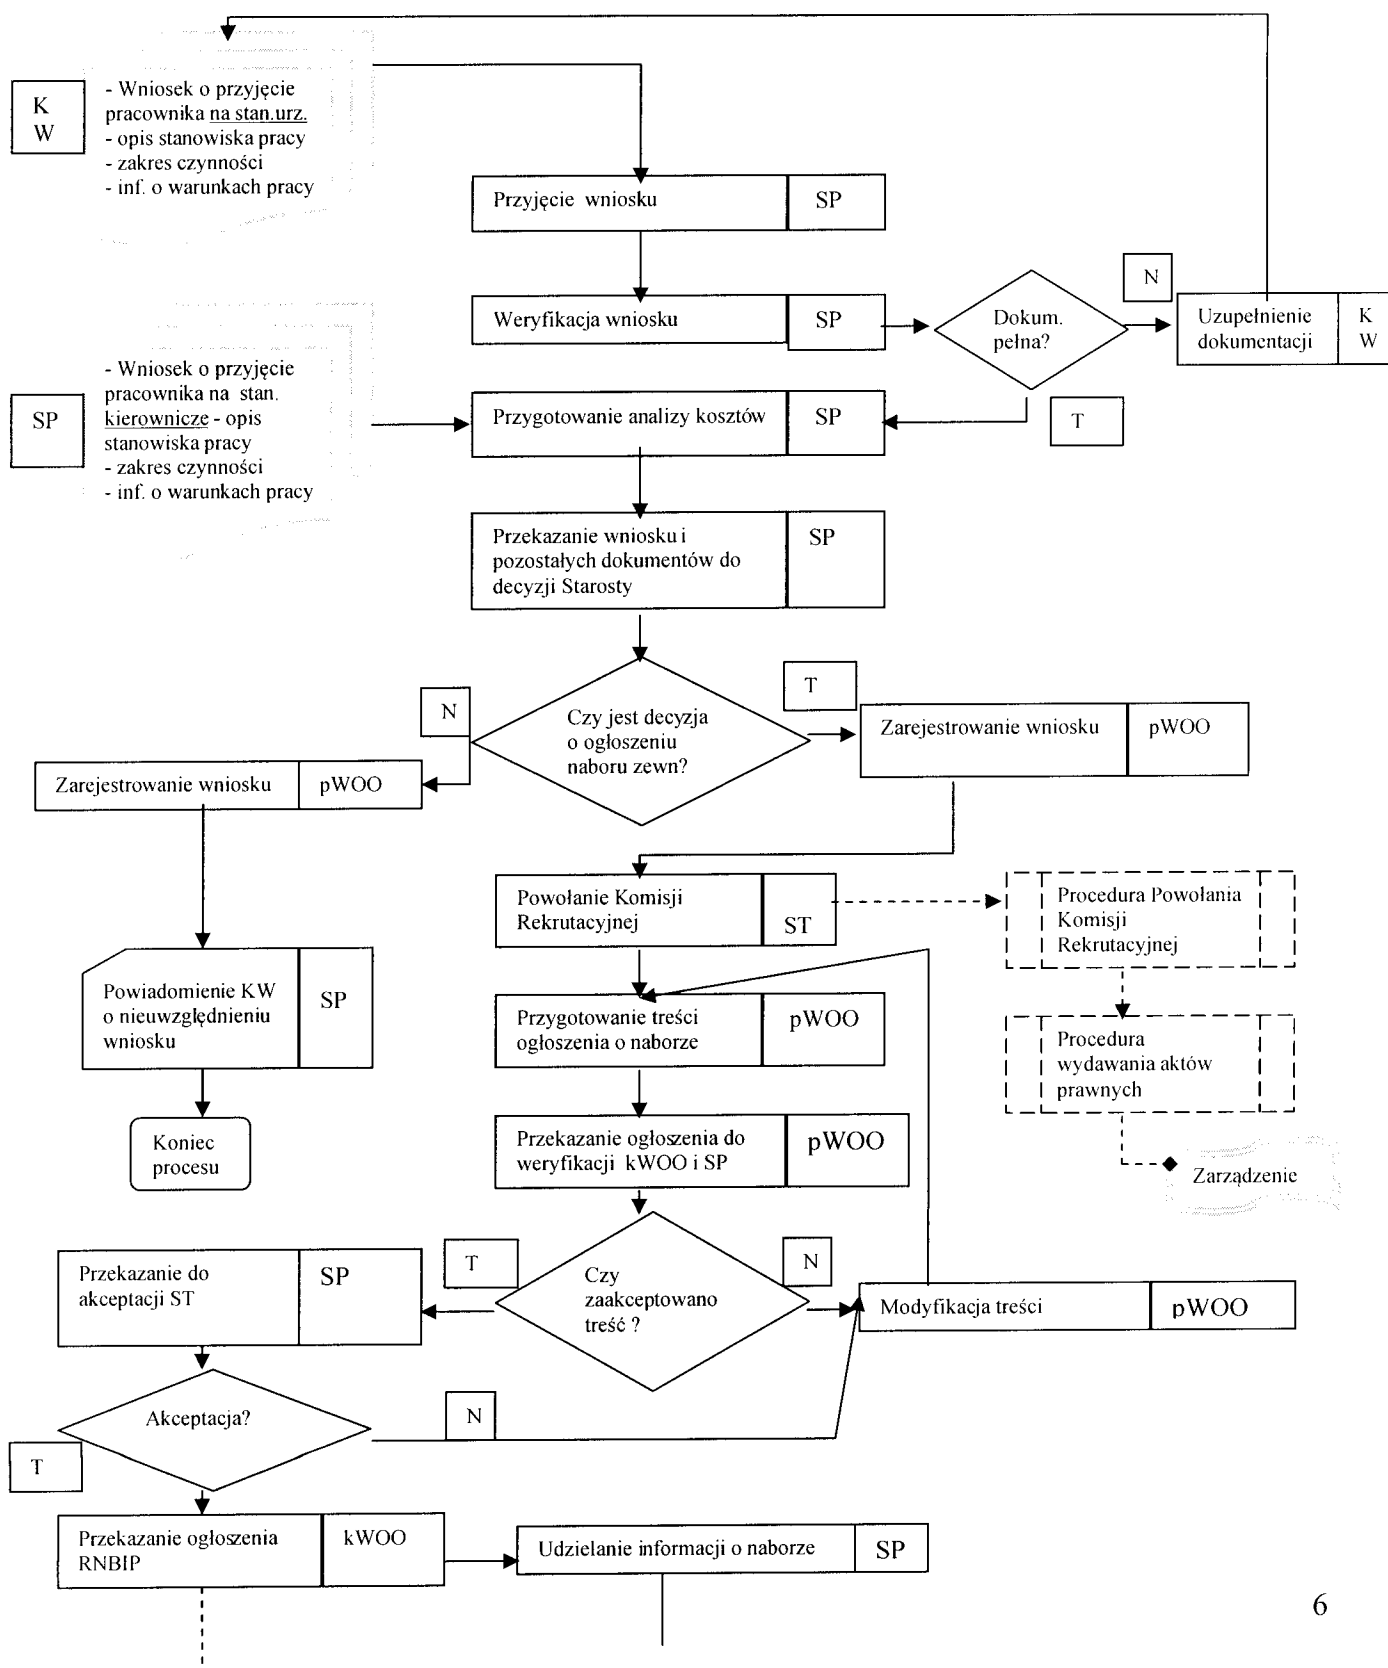 K
W
- Wniosek o przyjęcie
pracownika na stan.urz.
- opis stanowiska pracy
- zakres czynności
- inf. o warunkach pracy
Przyjęcie wniosku
SP
Weryfikacja wniosku
SP
Dokum.
pełna?
N
Uzupełnienie
dokumentacji
K
W
SP
- Wniosek o przyjęcie
pracownika na stan.
kierownicze - opis
stanowiska pracy
- zakres czynności
- inf. o warunkach pracy
Przygotowanie analizy kosztów
SP
T
Przekazanie wniosku i
pozostałych dokumentów do
decyzji Starosty
SP
N
Czy jest decyzja
o ogłoszeniu
naboru zewn?
T
Zarejestrowanie wniosku
pWOO
Zarejestrowanie wniosku
pWOO
Powołanie Komisji
Rekrutacyjnej
ST
Procedura Powołania
Komisji
Rekrutacyjnej
Powiadomienie KW
o nieuwzględnieniu
wniosku
SP
Przygotowanie treści
ogłoszenia o naborze
pWOO
Procedura
wydawania aktów
prawnych
Koniec
procesu
Przekazanie ogłoszenia do
weryfikacji kWOO i SP
pWOO
Zarządzenie
Przekazanie do
akceptacji ST
SP
T
Czy
zaakceptowano
treść ?
N
Modyfikacja treści
pWOO
Akceptacja?
N
T
Przekazanie ogłoszenia
RNBIP
kWOO
Udzielanie informacji o naborze
SP
6